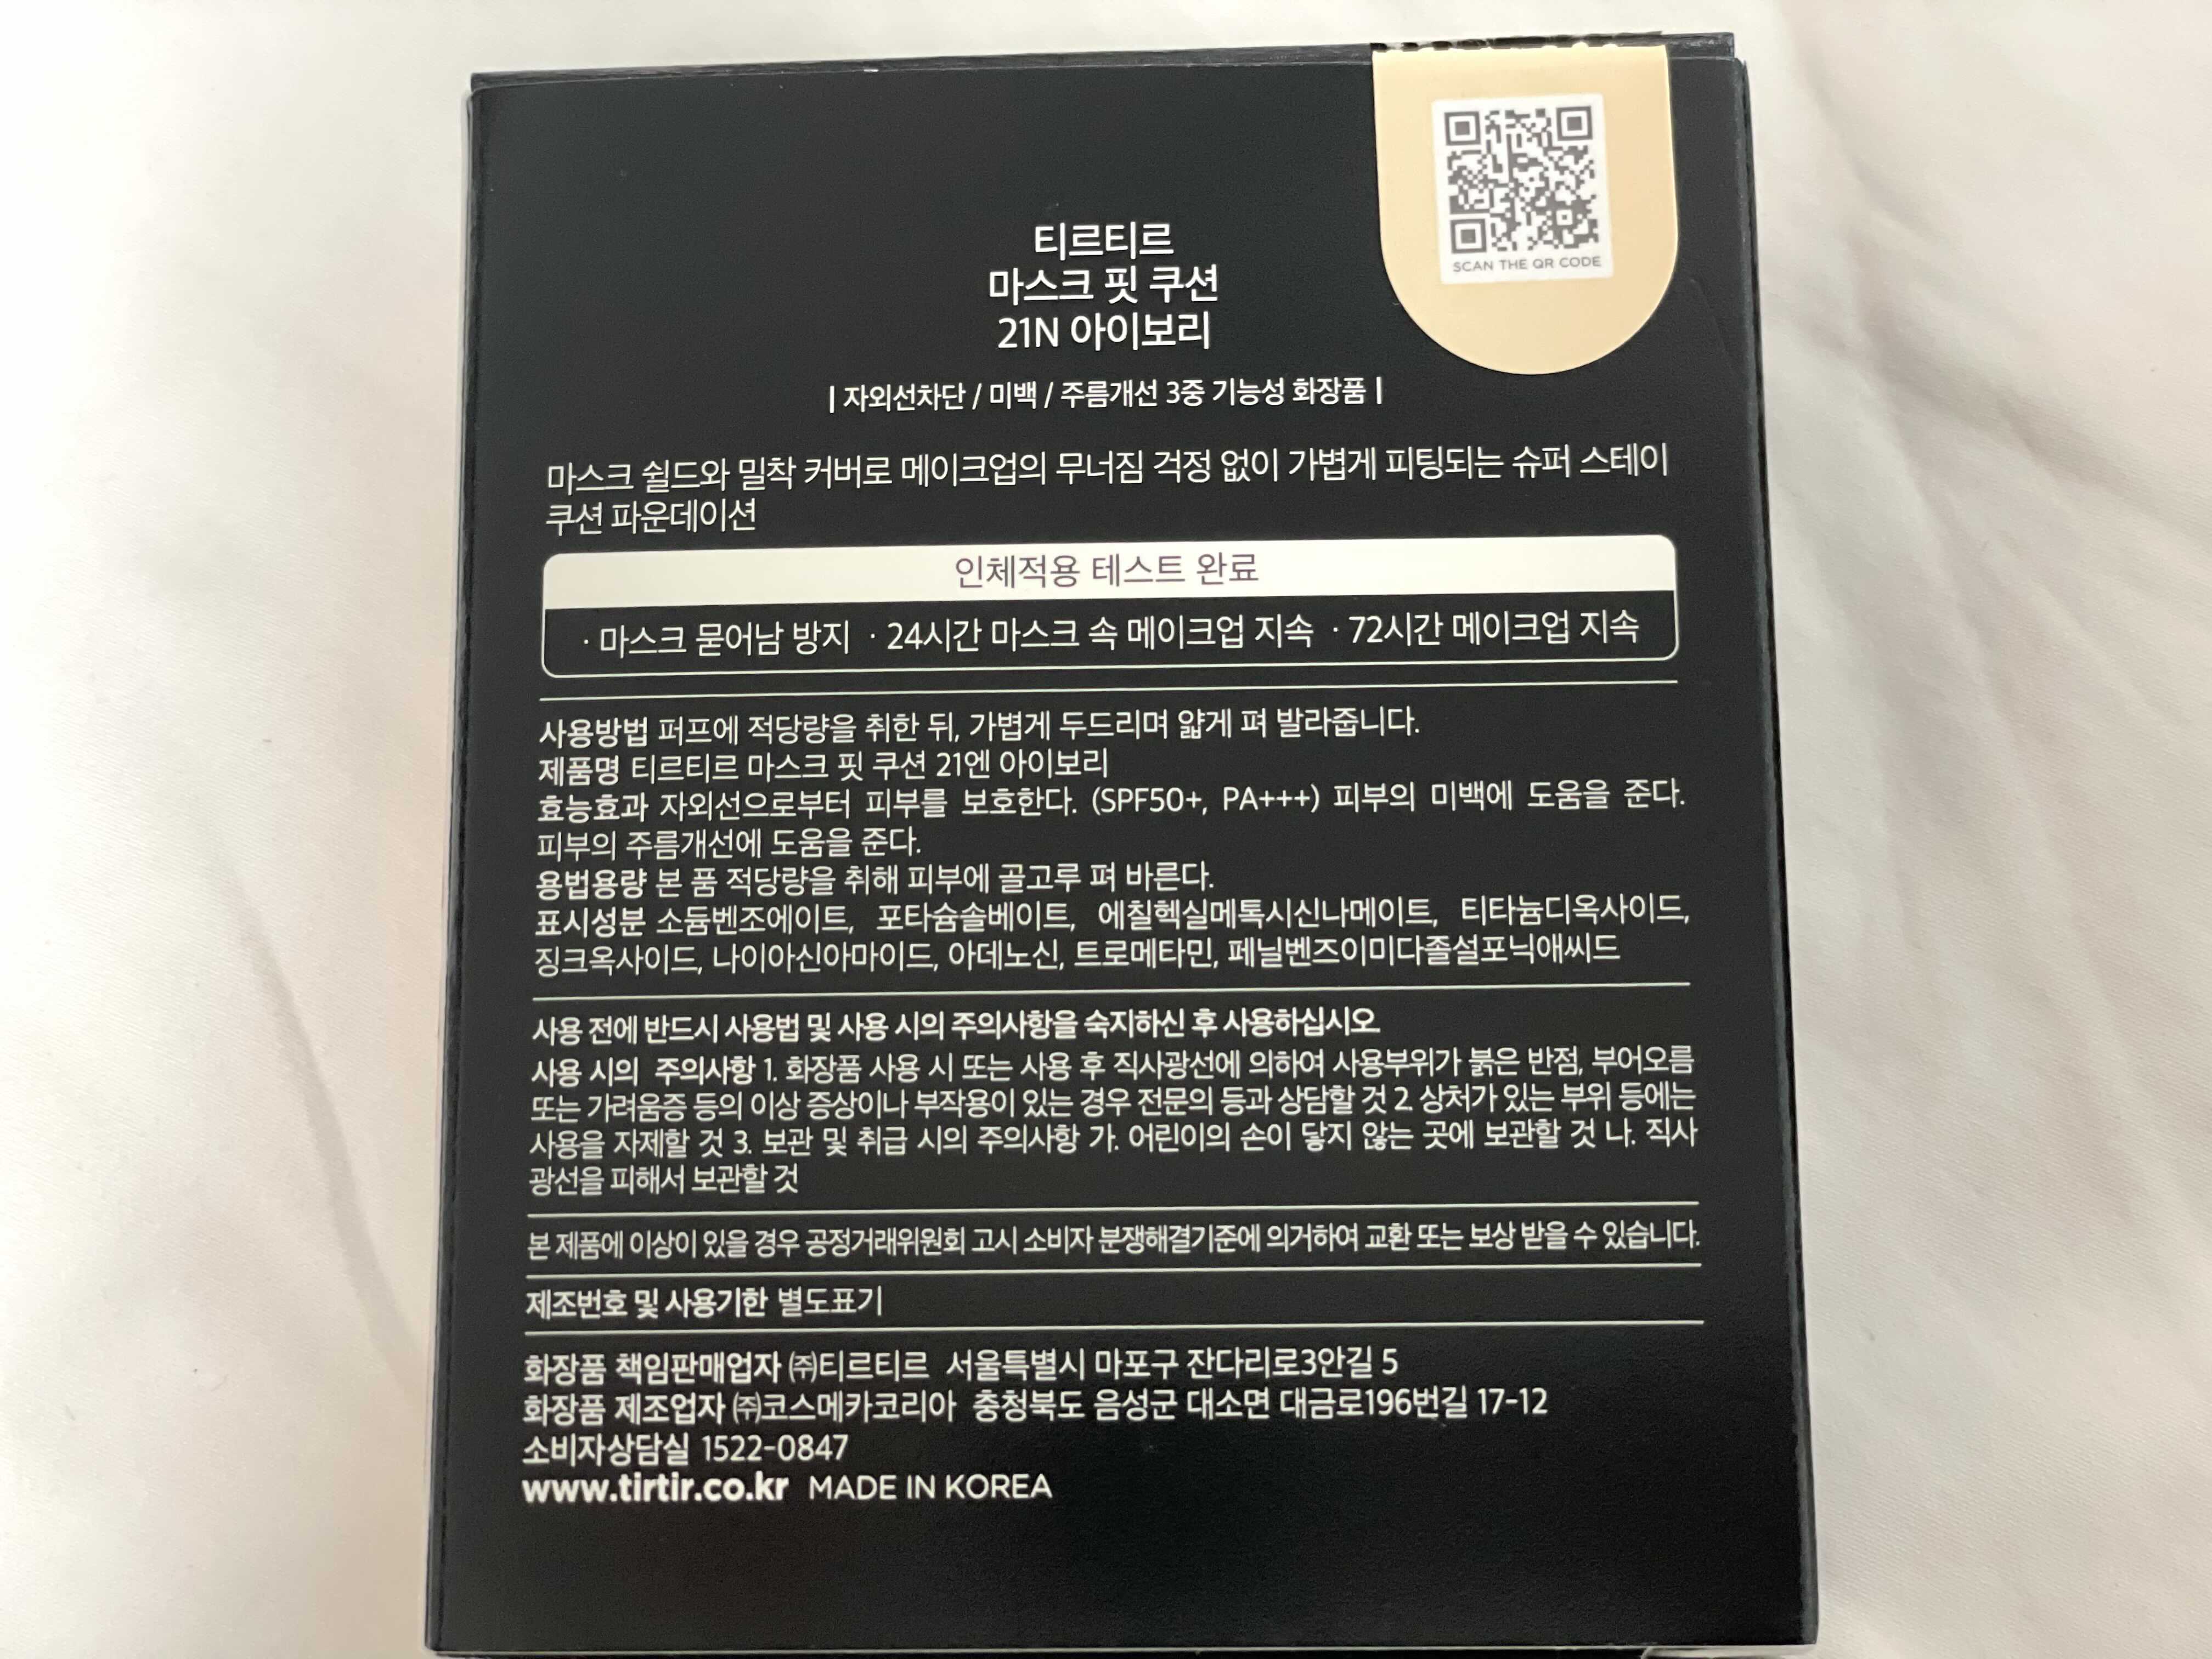 SCAN THE QR CODE
티르티르
마스크 핏 쿠션
21N 아이보리
| 자외선차단 / 미백 / 주름개선 3중 기능성 화장품 |
마스크 쉴드와 밀착 커버로 메이크업의 무너짐 걱정 없이 가볍게 피팅되는 슈퍼 스테이
쿠션 파운데이션
인체적용 테스트 완료
· 마스크 묻어남 방지 · 24시간 마스크 속 메이크업 지속 · 72시간 메이크업 지속
사용방법 퍼프에 적당량을 취한 뒤, 가볍게 두드리며 얇게 펴 발라줍니다.
제품명 티르티르 마스크 핏 쿠션 21엔 아이보리
효능효과 자외선으로부터 피부를 보호한다. (SPF50+, PA+++) 피부의 미백에 도움을 준다.
피부의 주름개선에 도움을 준다.
용법용량 본 품 적당량을 취해 피부에 골고루 펴 바른다.
표시성분 소듐벤조에이트, 포타슘솔베이트, 에칠헥실메톡시신나메이트, 티타늄디옥사이드,
징크옥사이드, 나이아신아마이드, 아데노신, 트로메타민, 페닐벤즈이미다졸설포닉애씨드
사용 전에 반드시 사용법 및 사용 시의 주의사항을 숙지하신 후 사용하십시오.
사용 시의 주의사항 1. 화장품 사용 시 또는 사용 후 직사광선에 의하여 사용부위가 붉은 반점, 부어오름
또는 가려움증 등의 이상 증상이나 부작용이 있는 경우 전문의 등과 상담할 것 2. 상처가 있는 부위 등에는
사용을 자제할 것 3. 보관 및 취급 시의 주의사항 가. 어린이의 손이 닿지 않는 곳에 보관할 것 나. 직사
광선을 피해서 보관할 것
본 제품에 이상이 있을 경우 공정거래위원회 고시 소비자 분쟁해결기준에 의거하여 교환 또는 보상 받을 수 있습니다.
제조번호 및 사용기한 별도표기
화장품 책임판매업자 ㈜티르티르 서울특별시 마포구 잔다리로3안길 5
화장품 제조업자 ㈜코스메카코리아 충청북도 음성군 대소면 대금로196번길 17-12
소비자상담실 1522-0847
www.tirtir.co.kr MADE IN KOREA